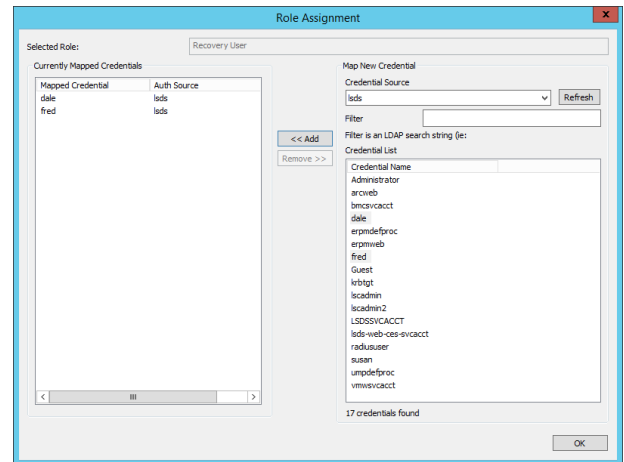 Role Assignment
x
Selected Role: Recovery User
Currently Mapped Credentials
Mapped Credential Auth Source
dale lsds
fred lsds
<< Add
Remove >>
Map New Credential
Credential Source
lsds Refresh
Filter
Filter is an LDAP search string (ie:
Credential List
Credential Name
Administrator
arcweb
bmcsvcacct
dale
erpmdefproc
erpmweb
fred
Guest
krbtgt
lscadmin
lscadmin2
LSDSSVCACCT
lsds-web-ces-svcacct
radiususer
susan
umpdefproc
vmwsvcacct
17 credentials found
OK